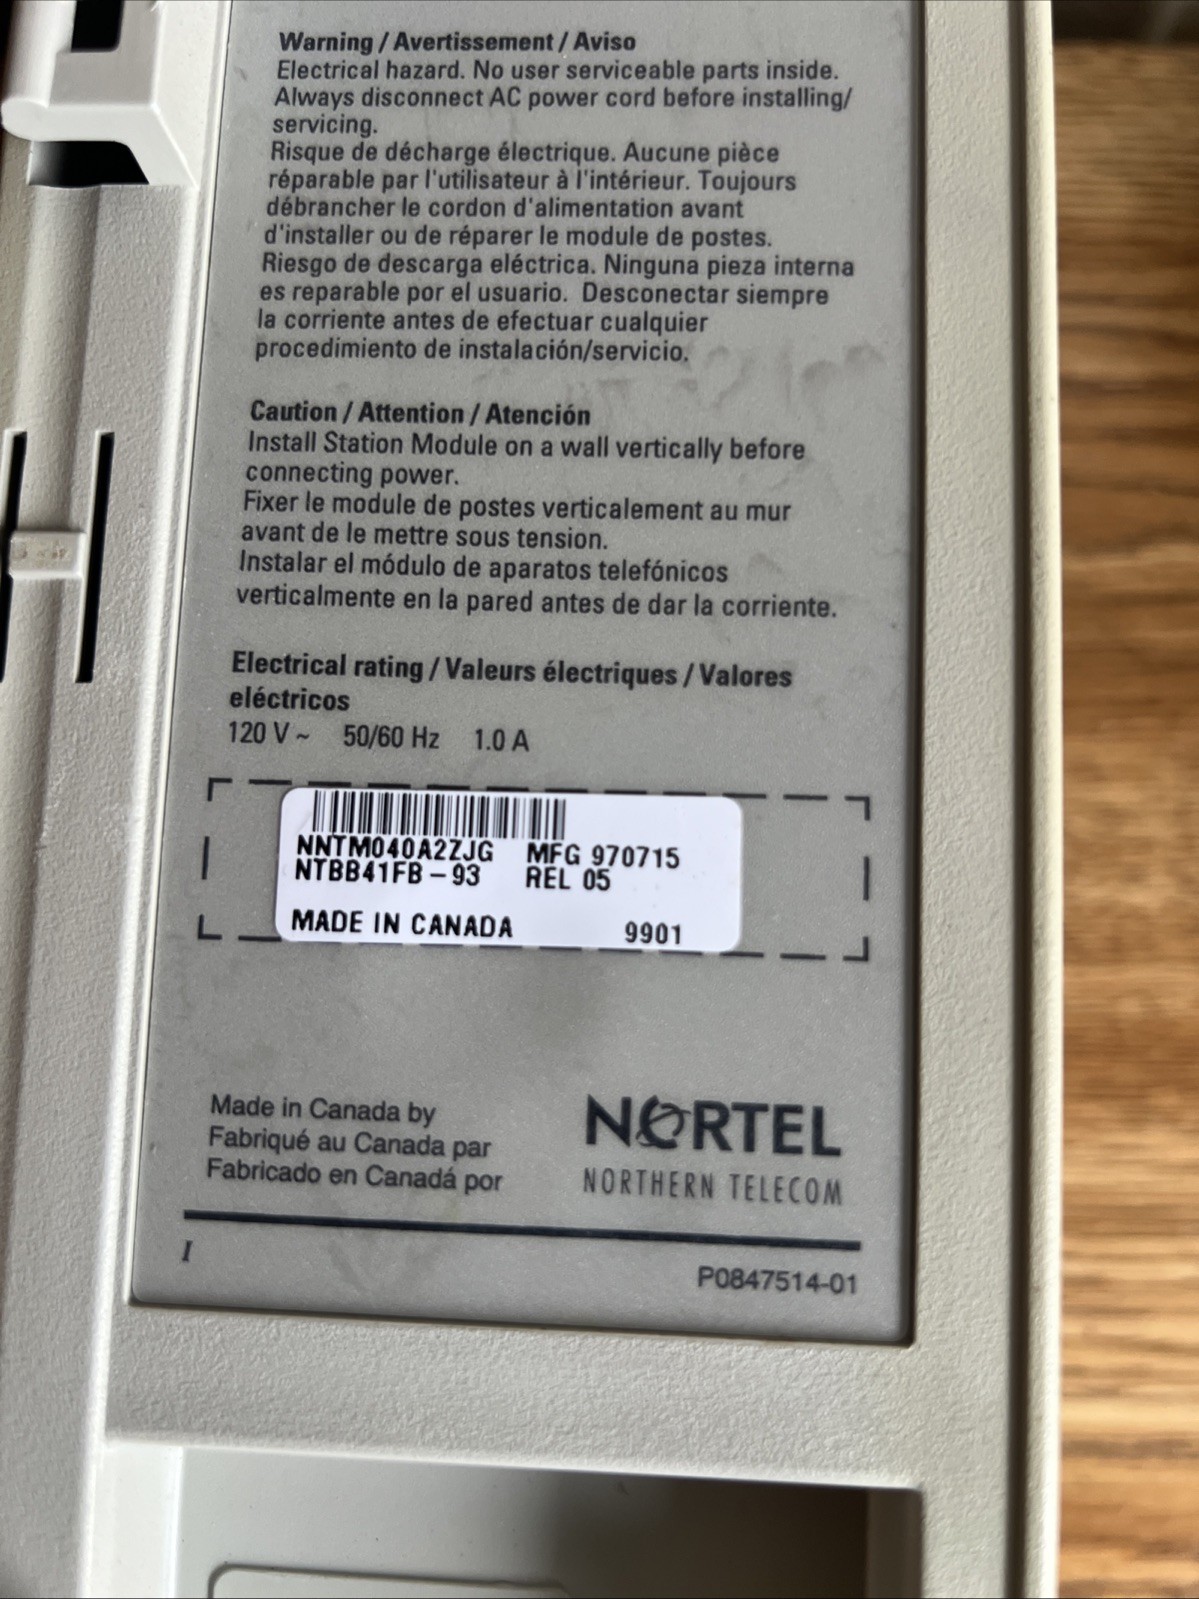 Warning / Avertissement / Aviso
Electrical hazard. No user serviceable parts inside.
Always disconnect AC power cord before installing/
servicing.
Risque de décharge électrique. Aucune pièce
réparable par l'utilisateur à l'intérieur. Toujours
débrancher le cordon d'alimentation avant
d'installer ou de réparer le module de postes.
Riesgo de descarga eléctrica. Ninguna pieza interna
es reparable por el usuario. Desconectar siempre
la corriente antes de efectuar cualquier
procedimiento de instalación/servicio.
Caution / Attention / Atención
Install Station Module on a wall vertically before
connecting power.
Fixer le module de postes verticalement au mur
avant de le mettre sous tension.
Instalar el módulo de aparatos telefónicos
verticalmente en la pared antes de dar la corriente.
Electrical rating / Valeurs électriques / Valores
eléctricos
120 V ~ 50/60 Hz 1.0 A
NNTM040A2ZJG MFG 970715
NTBB41FB – 93 REL 05
MADE IN CANADA 9901
Made in Canada by
Fabriqué au Canada par
Fabricado en Canadá por
NORTEL
NORTHERN TELECOM
I
P0847514-01